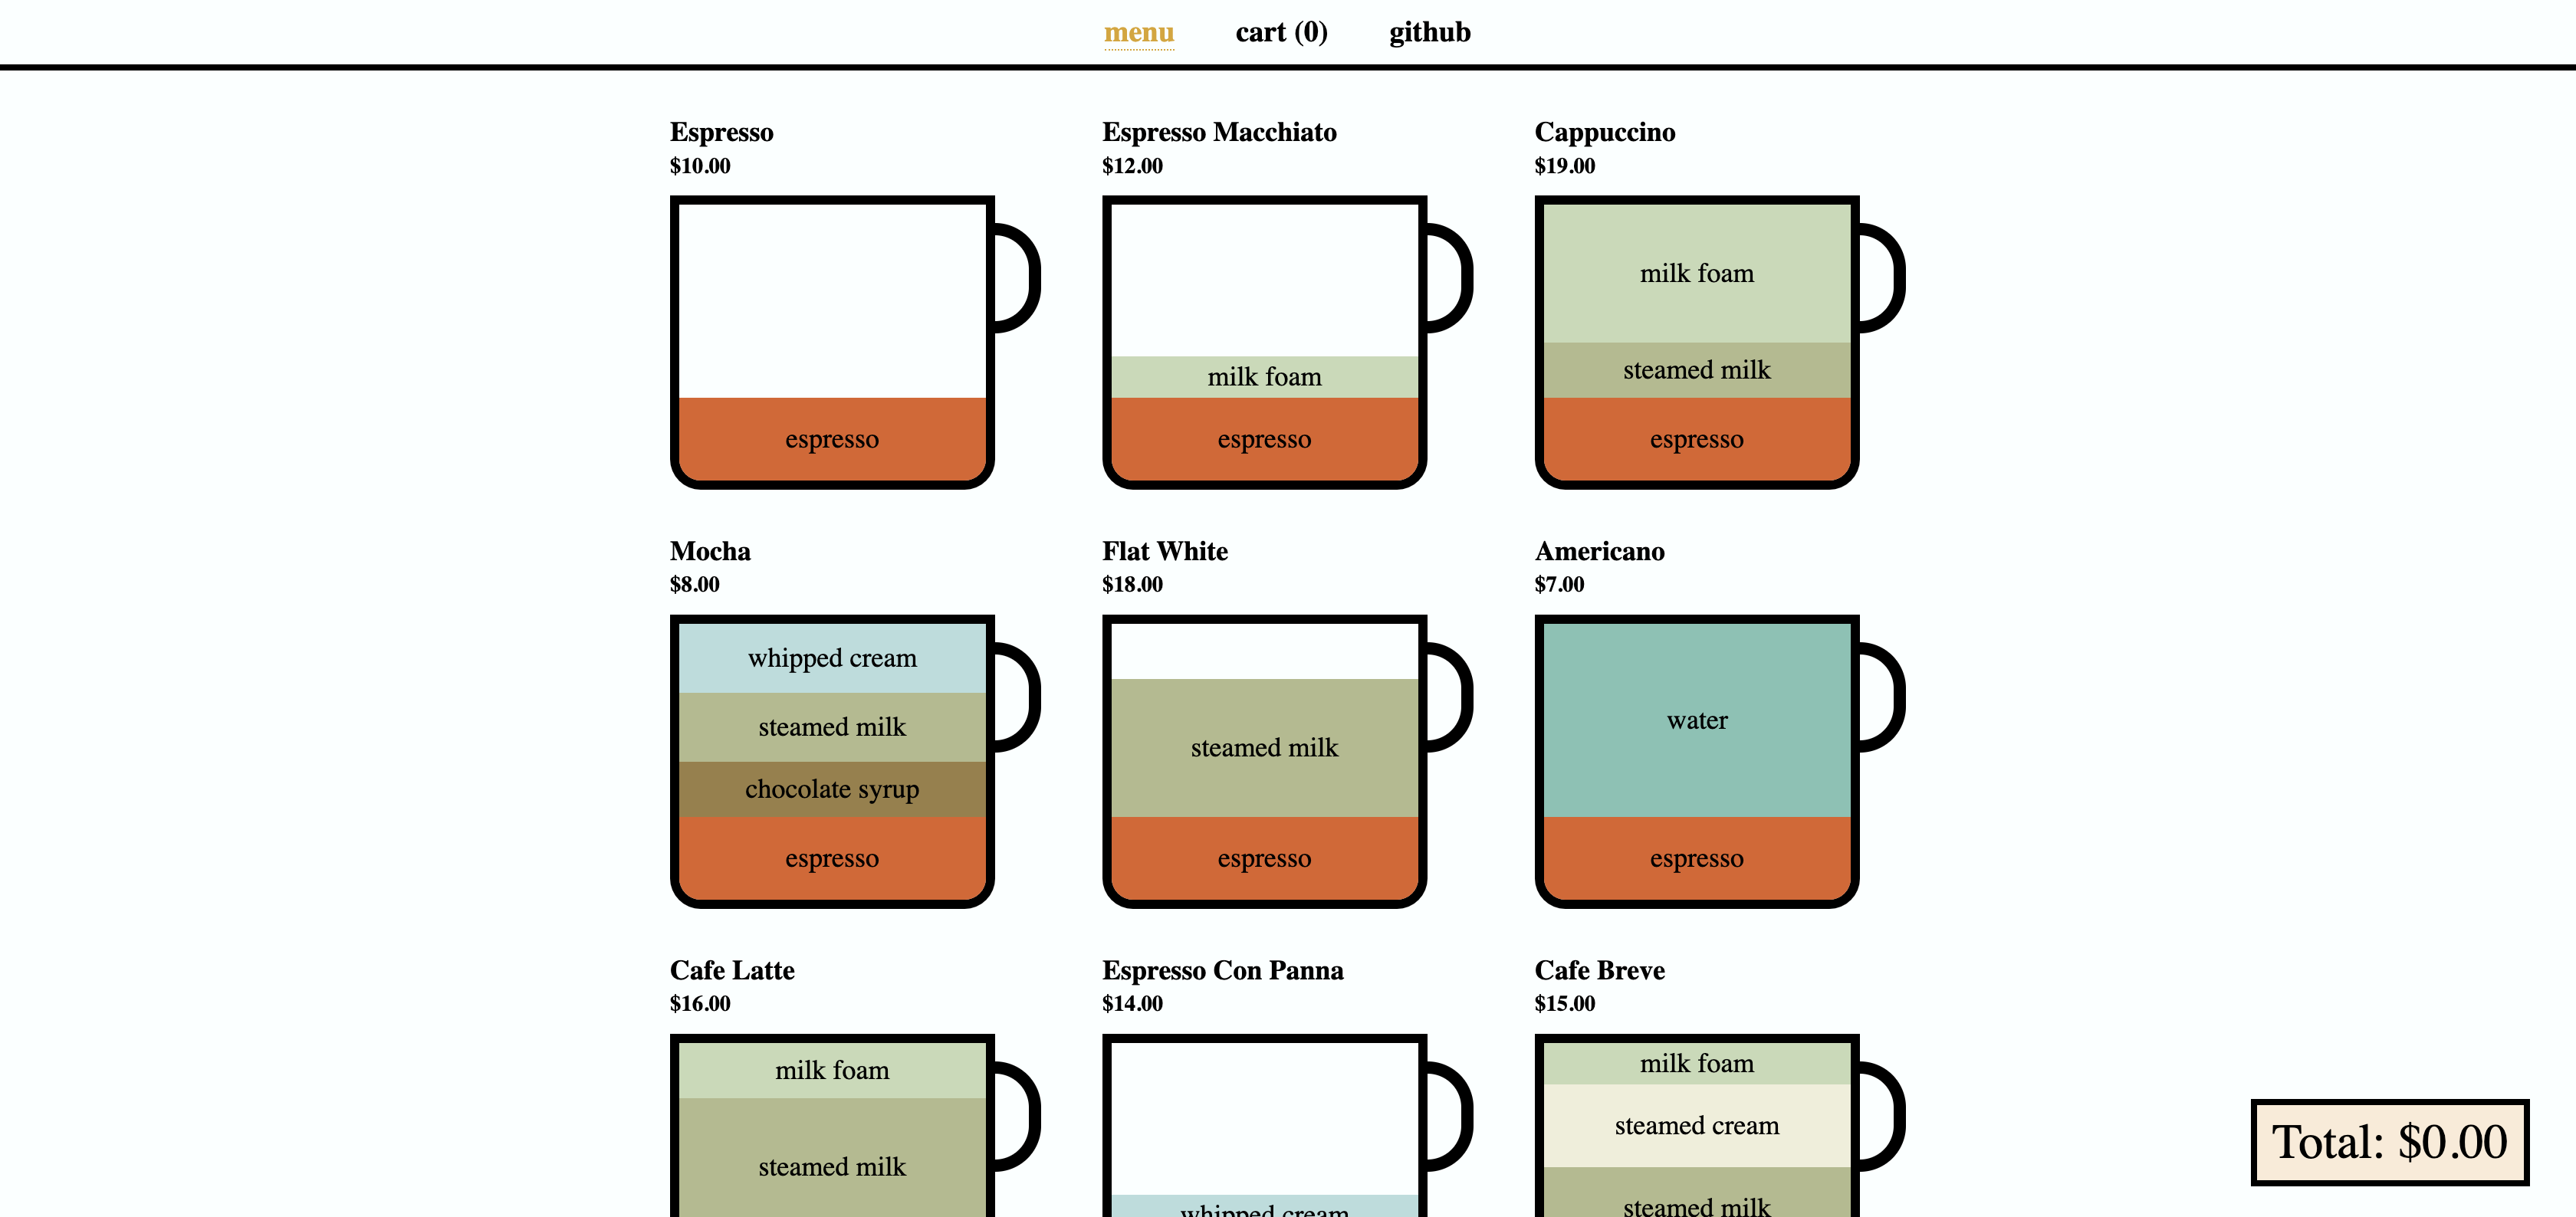 menu cart (0) github
Espresso
$10.00
espresso
Espresso Macchiato
$12.00
milk foam
espresso
Cappuccino
$19.00
milk foam
steamed milk
espresso
Mocha
$8.00
whipped cream
steamed milk
chocolate syrup
espresso
Flat White
$18.00
steamed milk
espresso
Americano
$7.00
water
espresso
Cafe Latte
$16.00
milk foam
steamed milk
Espresso Con Panna
$14.00
whipped cream
Cafe Breve
$15.00
milk foam
steamed cream
steamed milk
Total: $0.00